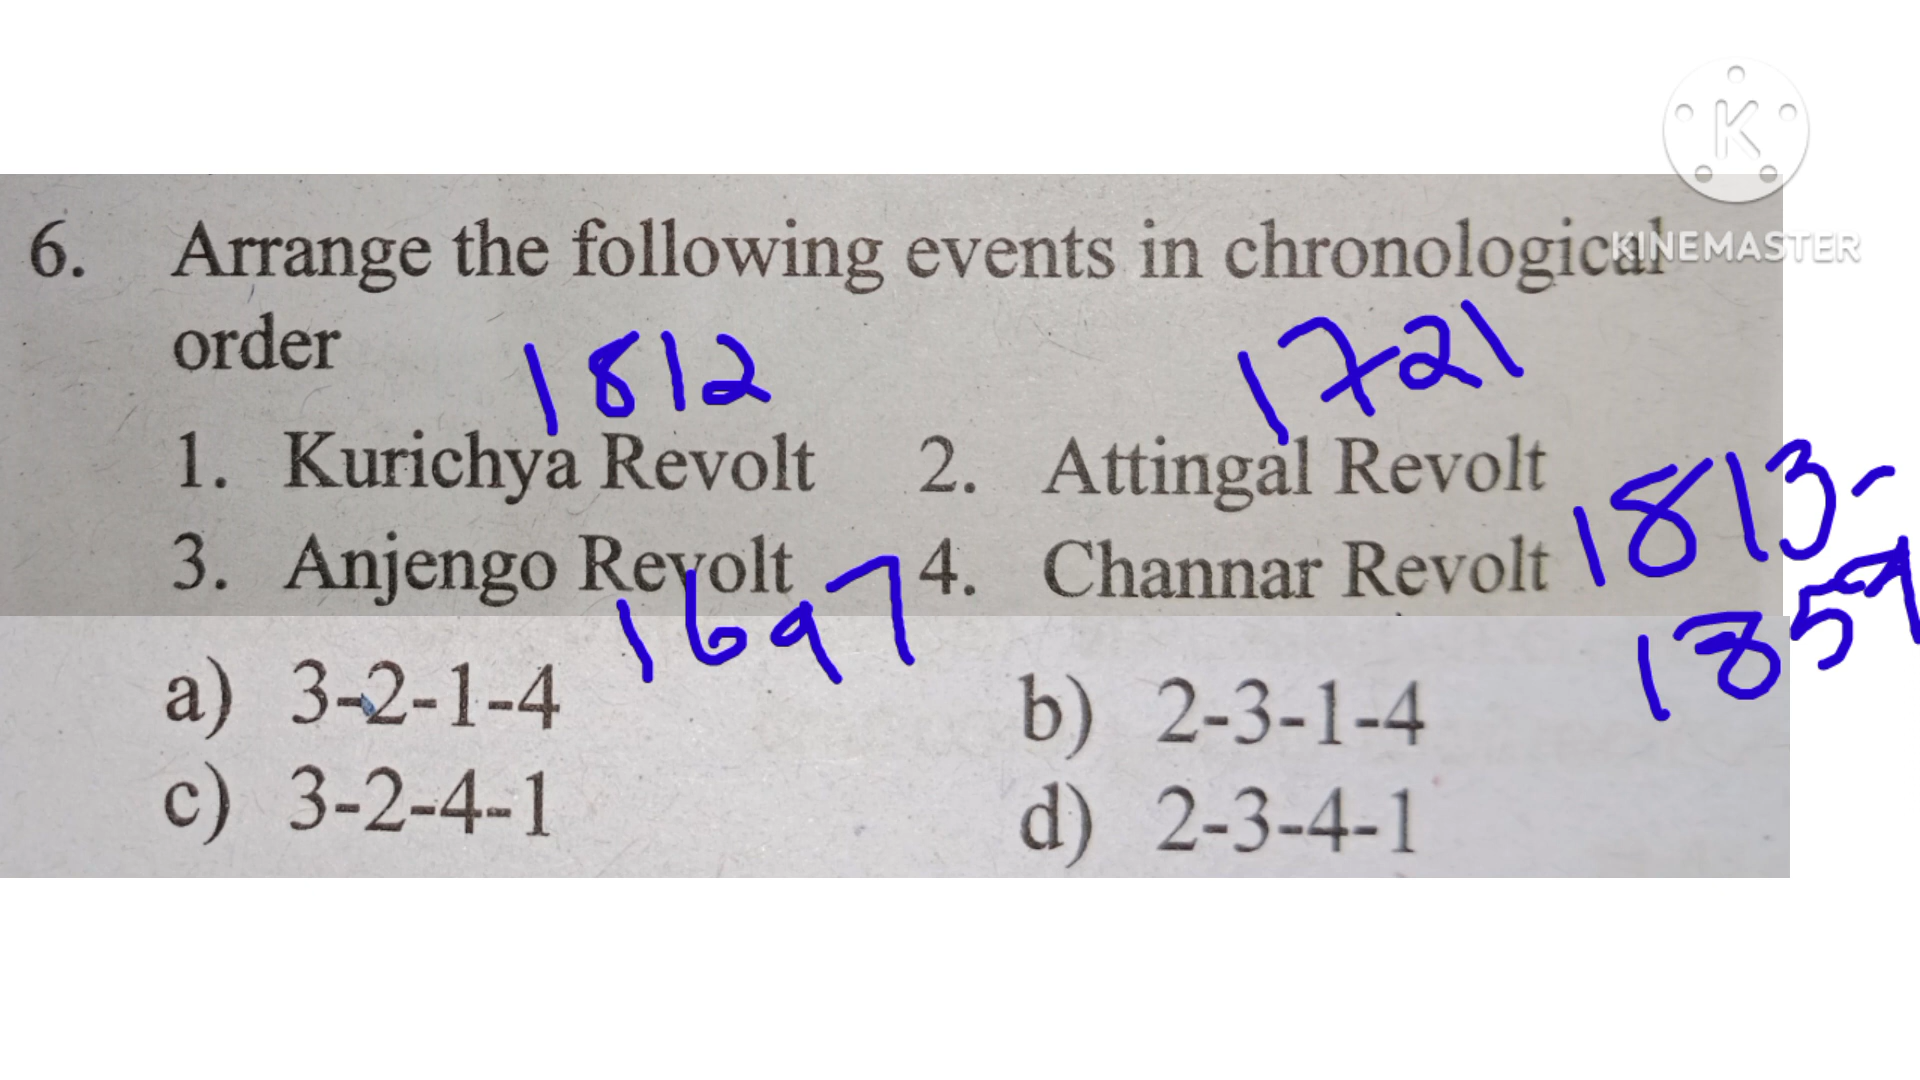 K
KINEMASTER
6. Arrange the following events in chronological
order
1812 1721
1. Kurichya Revolt 2. Attingal Revolt
3. Anjengo Revolt 4. Channar Revolt
1697 1813-
1859
a) 3-2-1-4 b) 2-3-1-4
c) 3-2-4-1 d) 2-3-4-1